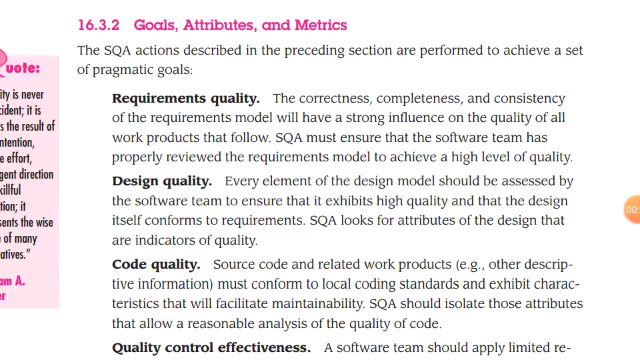 16.3.2 Goals, Attributes, and Metrics
The SQA actions described in the preceding section are performed to achieve a set
of pragmatic goals:
Requirements quality. The correctness, completeness, and consistency
of the requirements model will have a strong influence on the quality of all
work products that follow. SQA must ensure that the software team has
properly reviewed the requirements model to achieve a high level of quality.
Design quality. Every element of the design model should be assessed by
the software team to ensure that it exhibits high quality and that the design
itself conforms to requirements. SQA looks for attributes of the design that
are indicators of quality.
Code quality. Source code and related work products (e.g., other descrip-
tive information) must conform to local coding standards and exhibit charac-
teristics that will facilitate maintainability. SQA should isolate those attributes
that allow a reasonable analysis of the quality of code.
Quality control effectiveness. A software team should apply limited re-
uote:
ity is never
cident; it is
s the result of
ntention,
e effort,
gent direction
killful
tion; it
sents the wise
e of many
atives."
am A.
er
00: